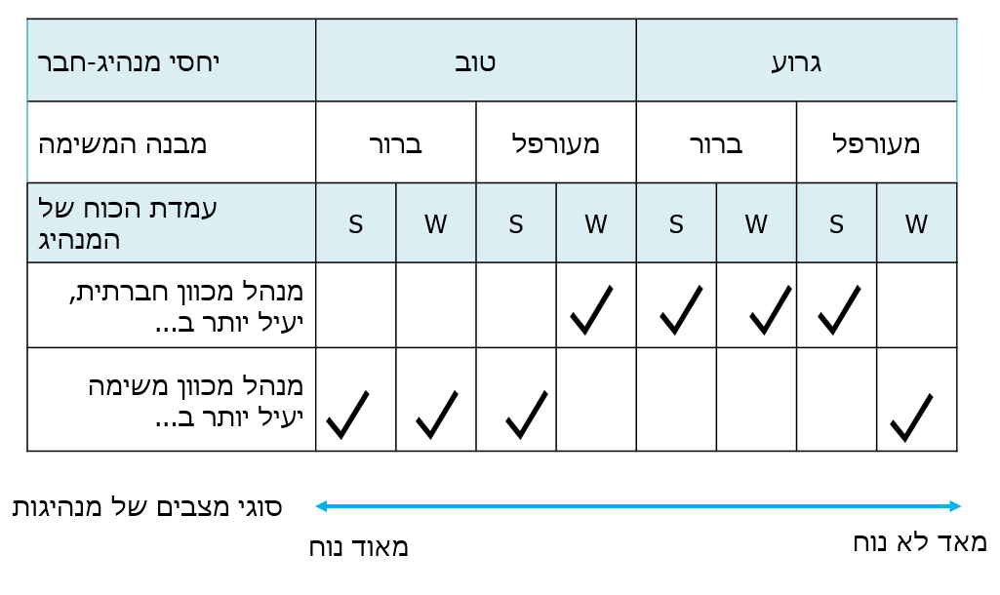 יחסי מנהיג-חבר
טוב
גרוע
מבנה המשימה
ברור
מעורפל
ברור
מעורפל
עמדת הכוח של
המנהיג
S
W
S
W
S
W
S
W
מנהל מכוון חברתית,
יעיל יותר ב...
מנהל מכוון משימה
יעיל יותר ב...
סוגי מצבים של מנהיגות
מאוד נוח
מאד לא נוח